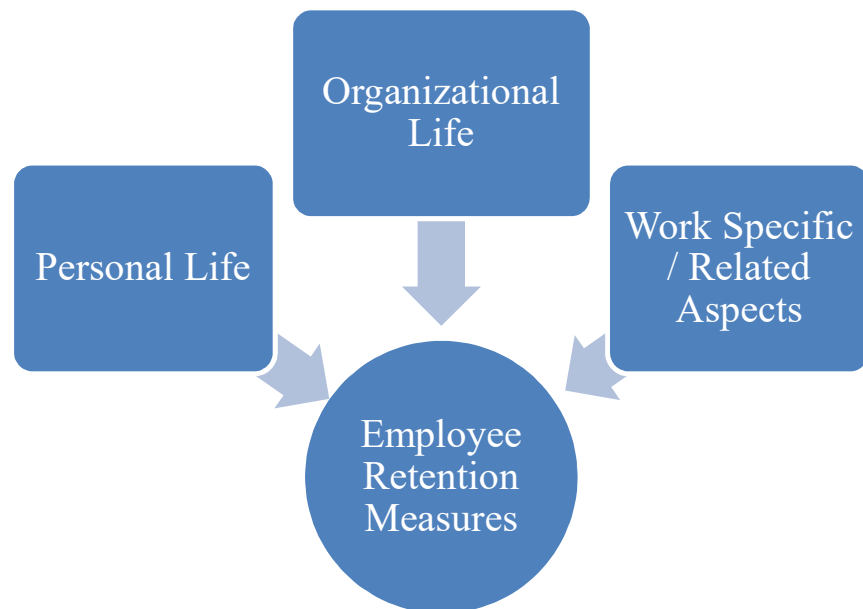 Organizational
Life
Personal Life
Work Specific
/ Related
Aspects
Employee
Retention
Measures